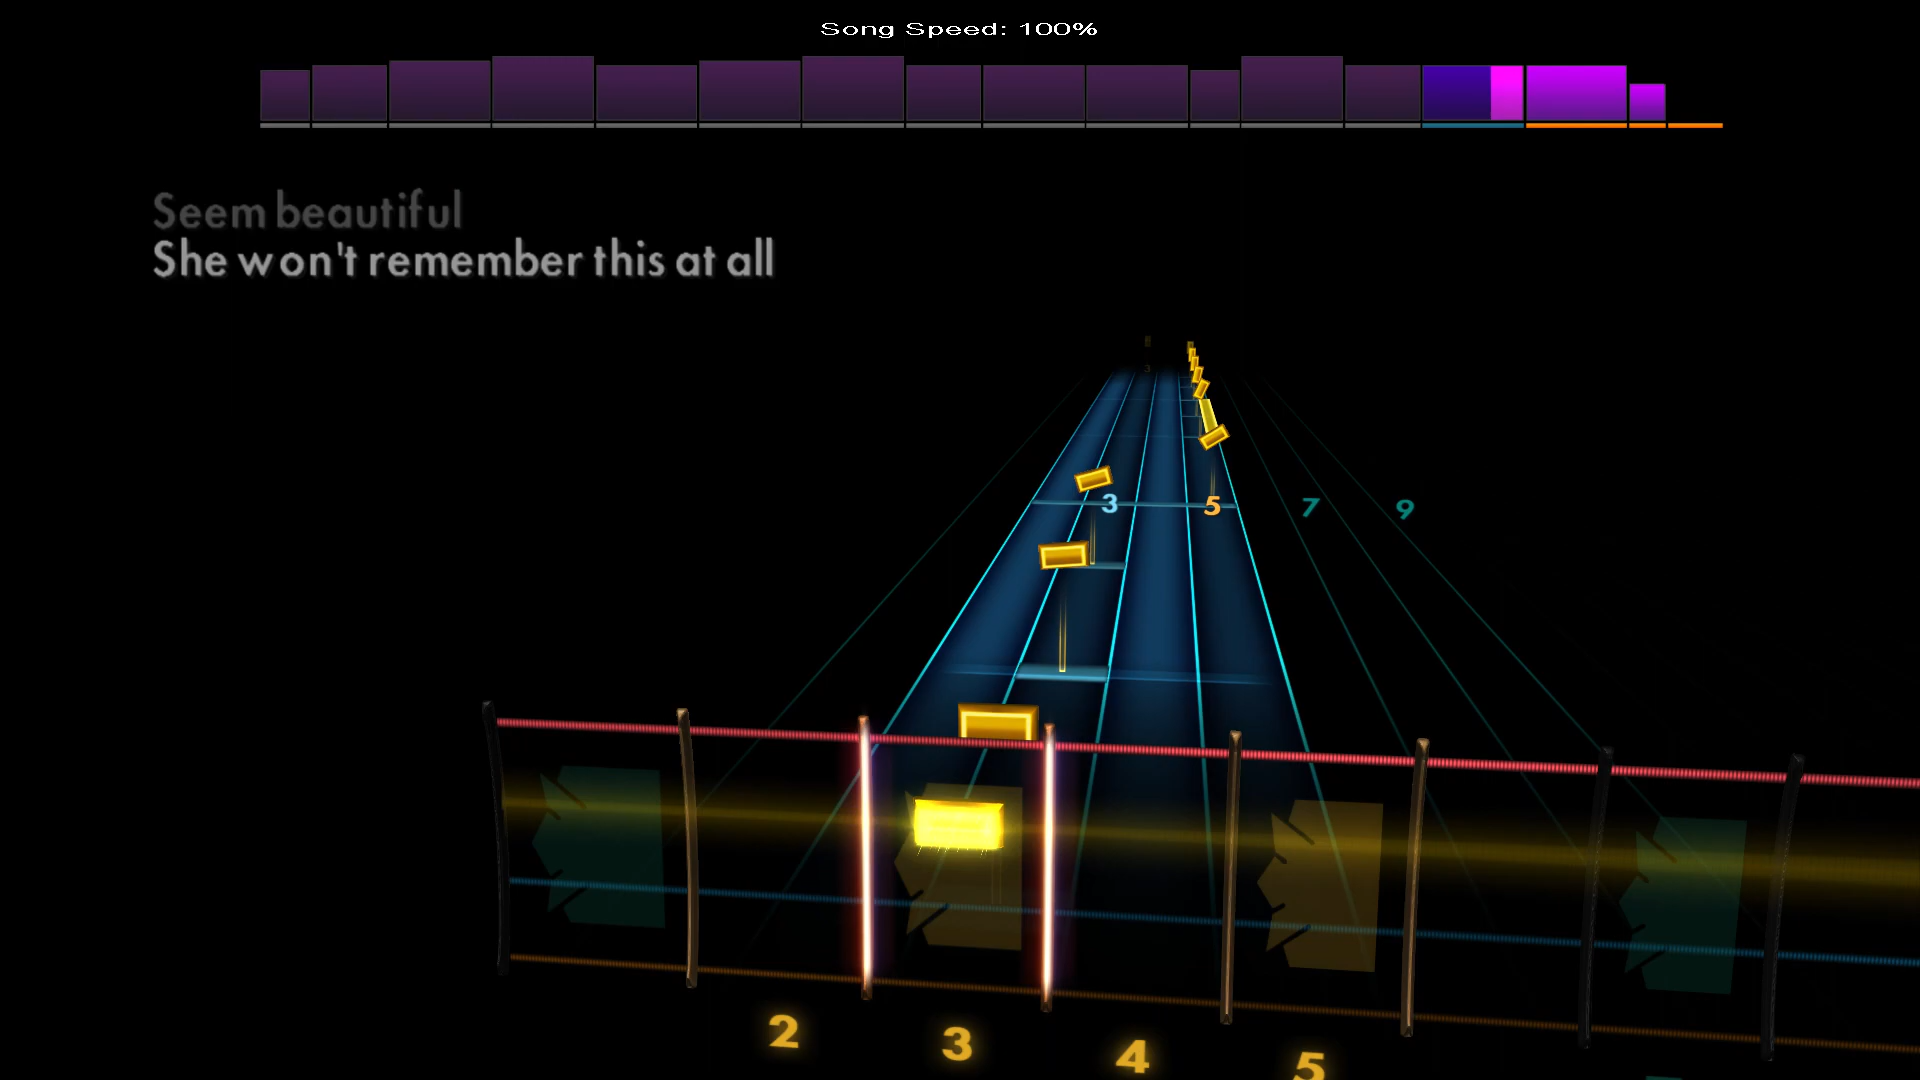 Song Speed: 100%
Seem beautiful
She won't remember this at all
3
3 5 7 9
2 3 4 5